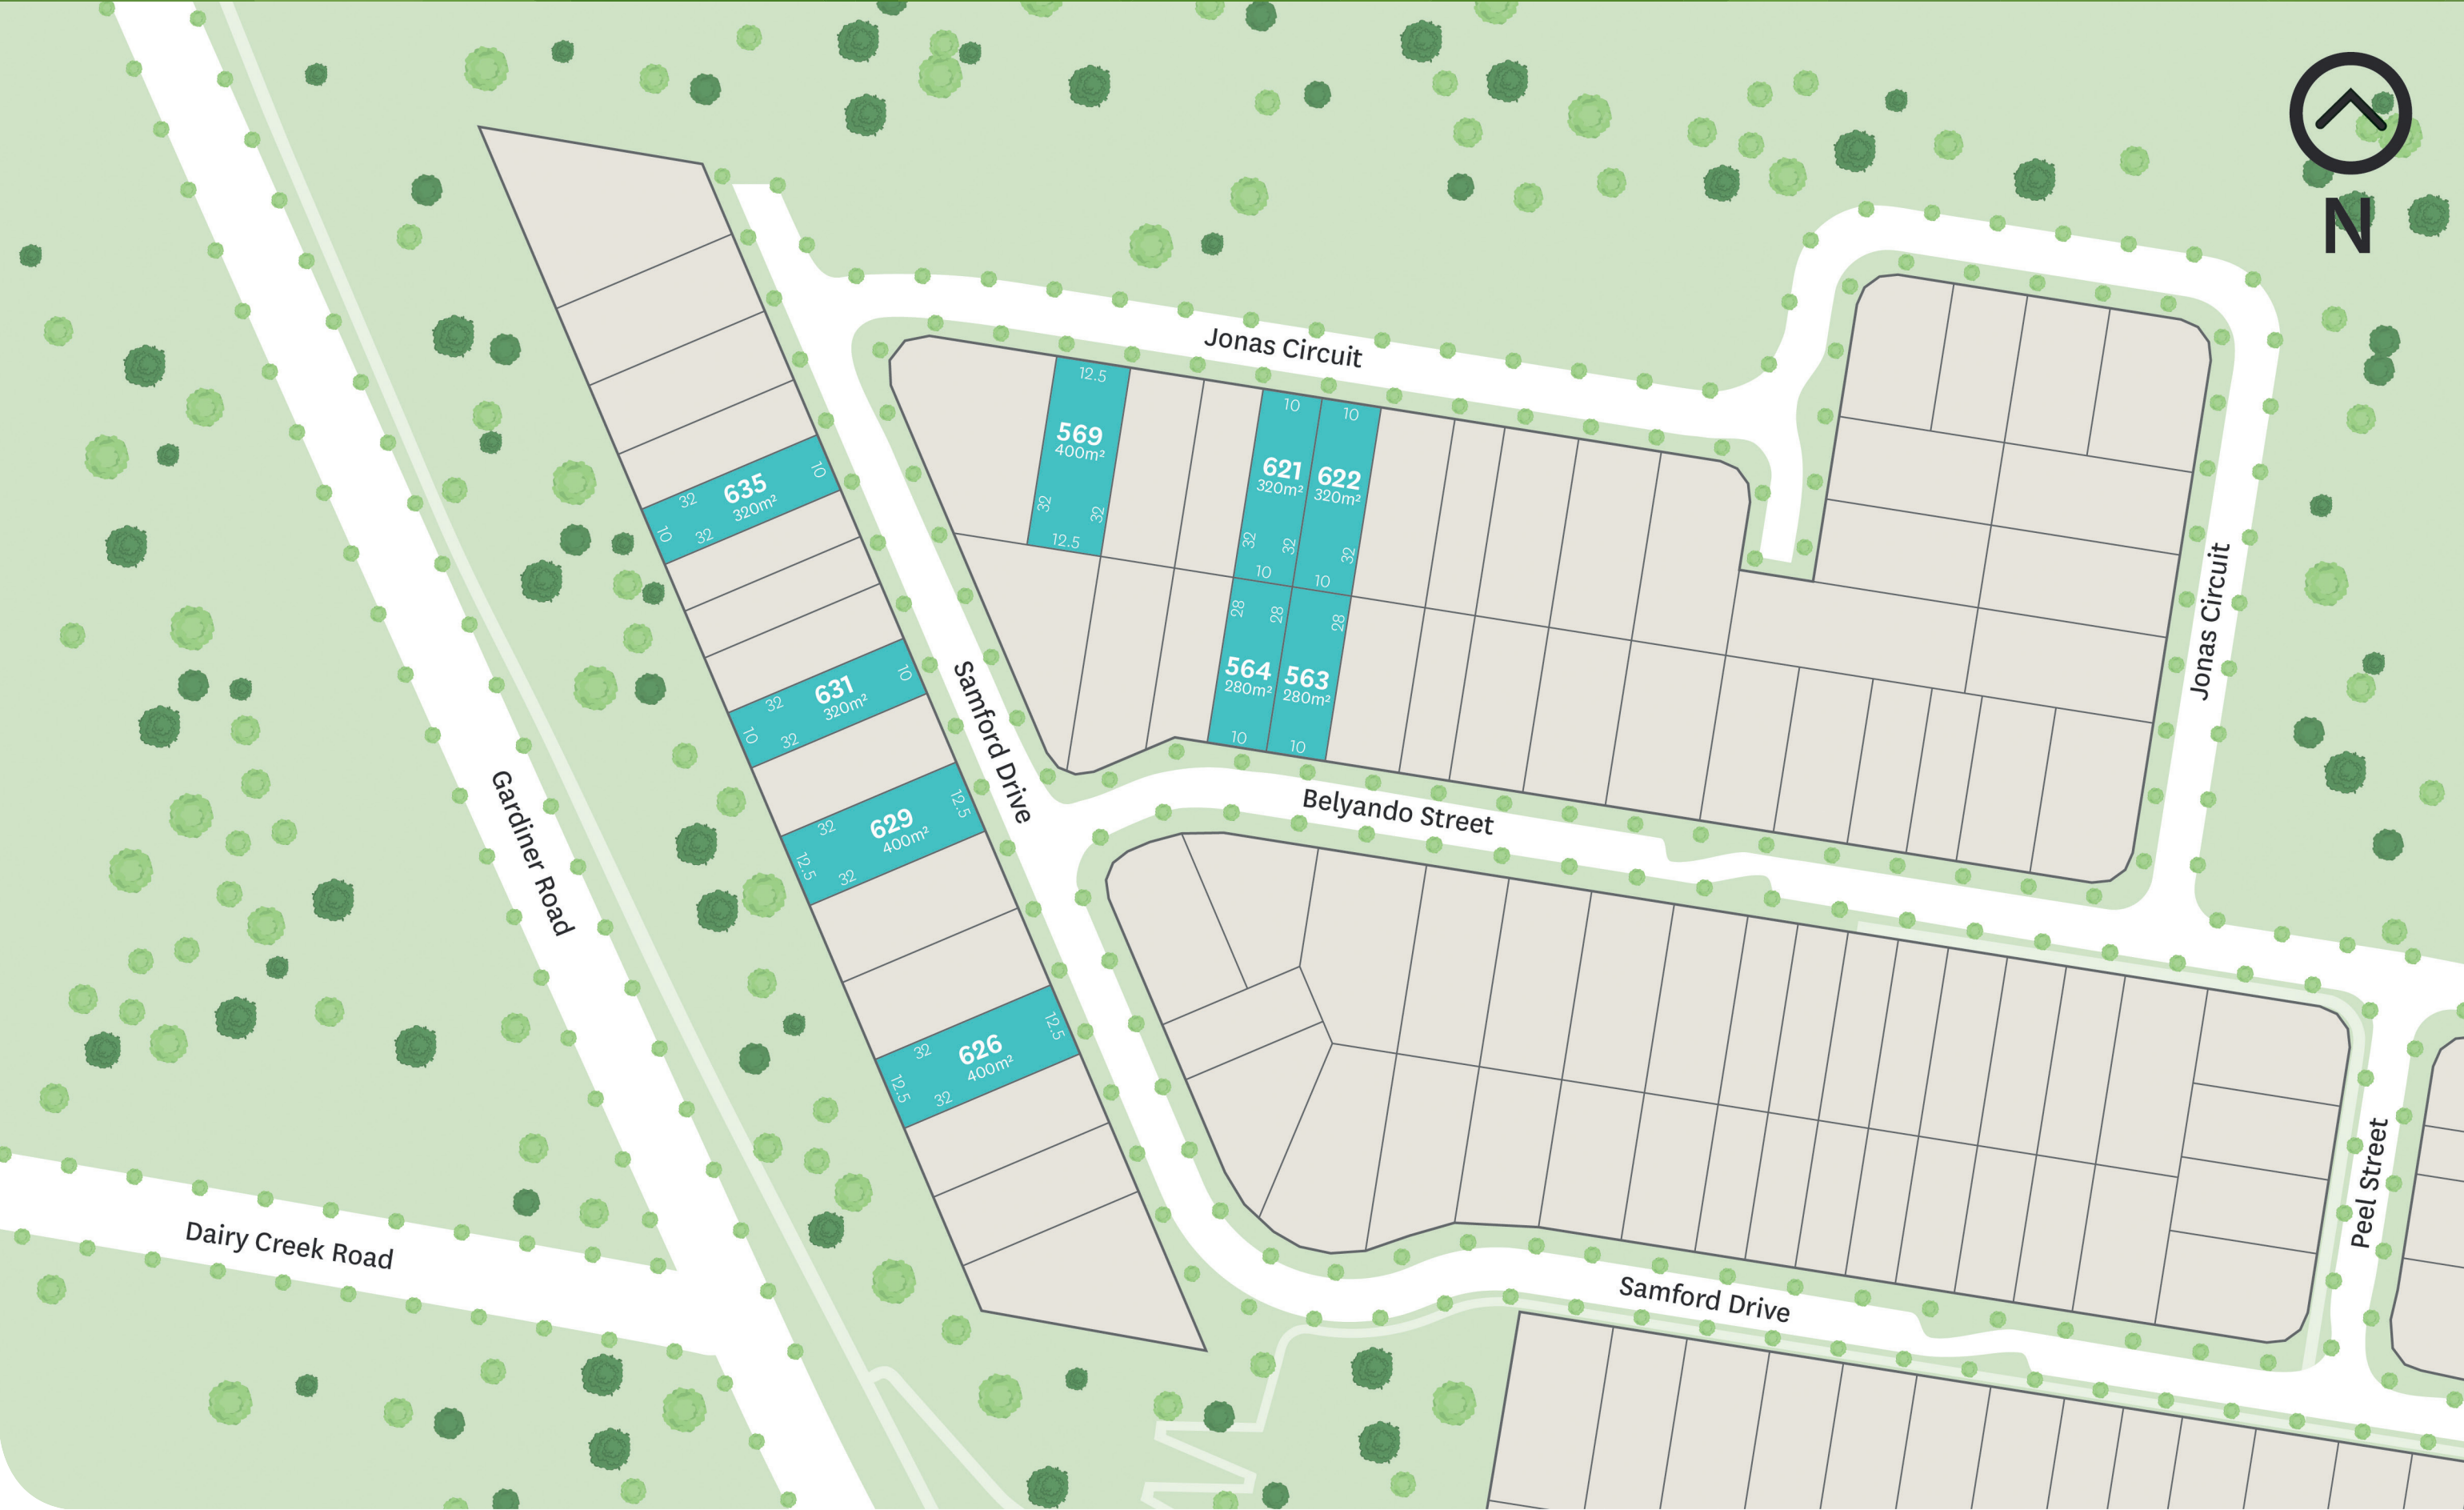 N
Jonas Circuit
12.5
569
400m²
32
32
12.5
10
621
320m²
32
32
10
10
622
320m²
32
10
28
28
564
280m²
10
28
563
280m²
10
32
635
10
320m²
10
32
32
631
10
320m²
10
32
32
629
12.5
400m²
12.5
32
32
626
12.5
400m²
12.5
32
Samford Drive
Gardiner Road
Belyando Street
Jonas Circuit
Peel Street
Dairy Creek Road
Samford Drive